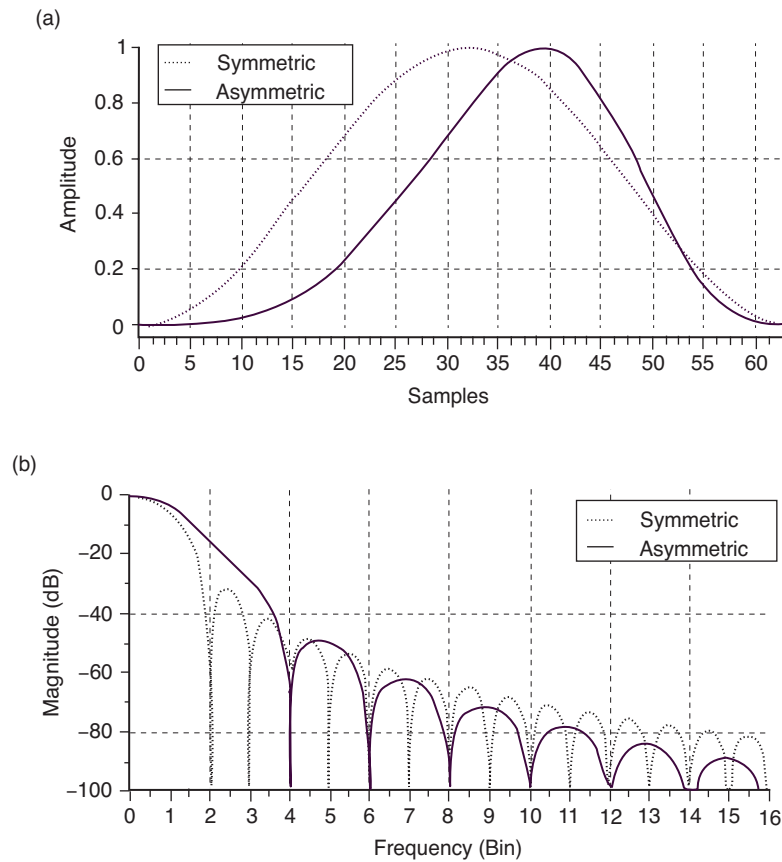 (a)
1
0.8
0.6
0.4
0.2
0
Amplitude
Symmetric
Asymmetric
0 5 10 15 20 25 30 35 40 45 50 55 60
Samples
(b)
0
−20
−40
−60
−80
−100
Magnitude (dB)
Symmetric
Asymmetric
0 1 2 3 4 5 6 7 8 9 10 11 12 13 14 15 16
Frequency (Bin)